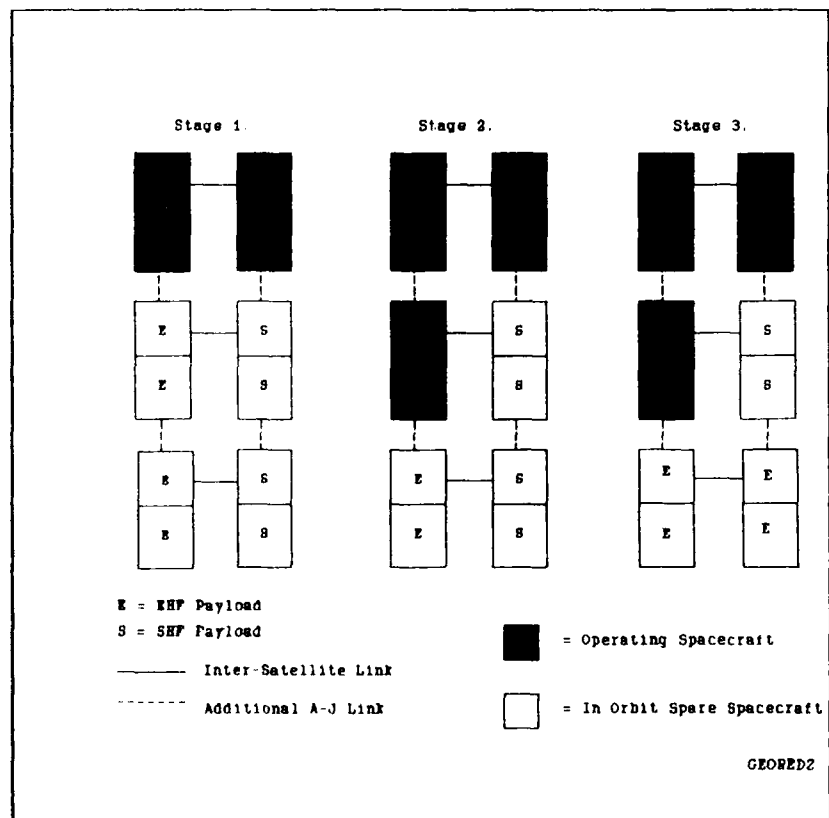 Stage 1.
Stage 2.
Stage 3.
E
S
E
S
S
E
S
E
S
E
S
E
E
E
S
E
S
E
E
S
S
E = EHF Payload
S = SHF Payload
= Operating Spacecraft
Inter-Satellite Link
Additional A-J Link
= In Orbit Spare Spacecraft
GEORED2